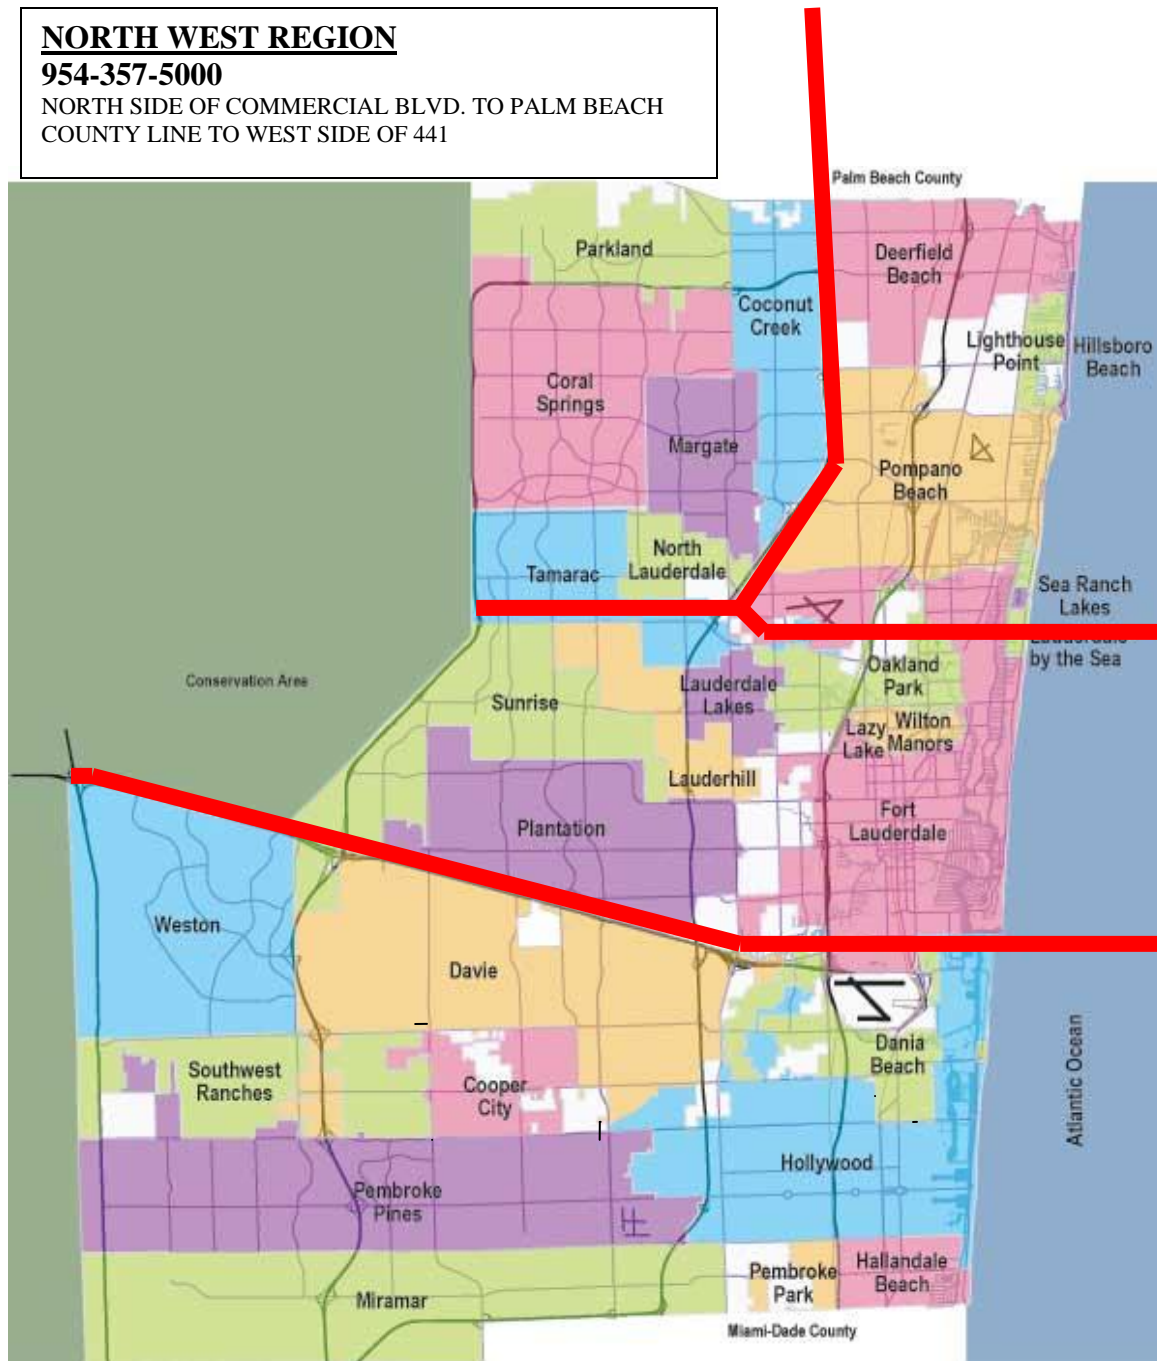 NORTH WEST REGION
954-357-5000
NORTH SIDE OF COMMERCIAL BLVD. TO PALM BEACH
COUNTY LINE TO WEST SIDE OF 441
Palm Beach County
Parkland
Deerfield
Beach
Coconut
Creek
Lighthouse
Point
Hillsboro
Beach
Coral
Springs
Margate
Pompano
Beach
North
Lauderdale
Tamarac
Sea Ranch
Lakes
Lauderdale
by the Sea
Oakland
Park
Conservation Area
Sunrise
Lauderdale
Lakes
Lazy
Lake
Wilton
Manors
Lauderhill
Fort
Lauderdale
Plantation
Weston
Davie
Dania
Beach
Southwest
Ranches
Cooper
City
Atlantic Ocean
Hollywood
Pembroke
Pines
Hallandale
Beach
Pembroke
Park
Miramar
Miami-Dade County